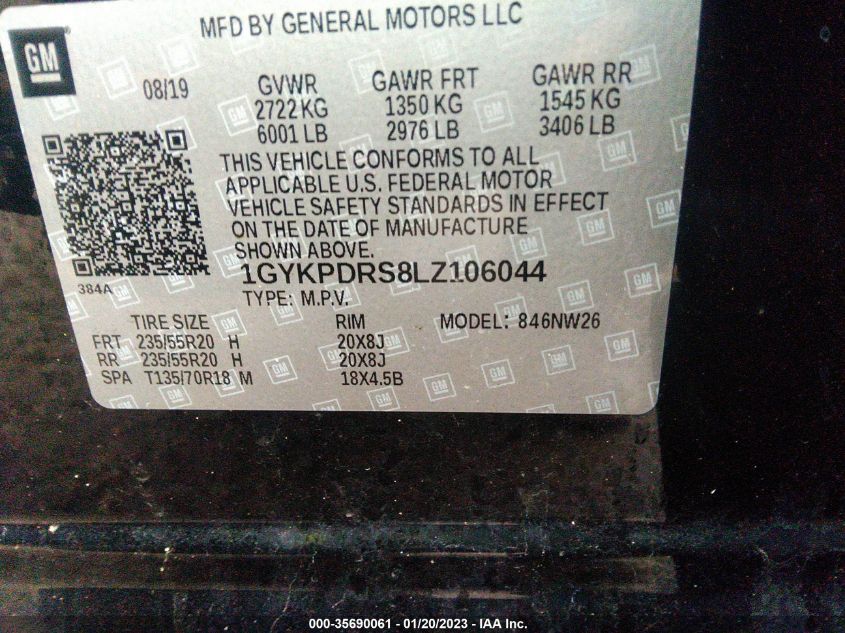 MFD BY GENERAL MOTORS LLC
GM
08/19 GVWR GAWR FRT GAWR RR
2722 KG 1350 KG 1545 KG
6001 LB 2976 LB 3406 LB
THIS VEHICLE CONFORMS TO ALL
APPLICABLE U.S. FEDERAL MOTOR
VEHICLE SAFETY STANDARDS IN EFFECT
ON THE DATE OF MANUFACTURE
SHOWN ABOVE.
1GYKPDRS8LZ106044
384A
TYPE: M.P.V.
TIRE SIZE RIM MODEL: 846NW26
FRT 235/55R20 H 20X8J
RR 235/55R20 H 20X8J
SPA T135/70R18 M 18X4.5B
000-35690061 - 01/20/2023 - IAA Inc.